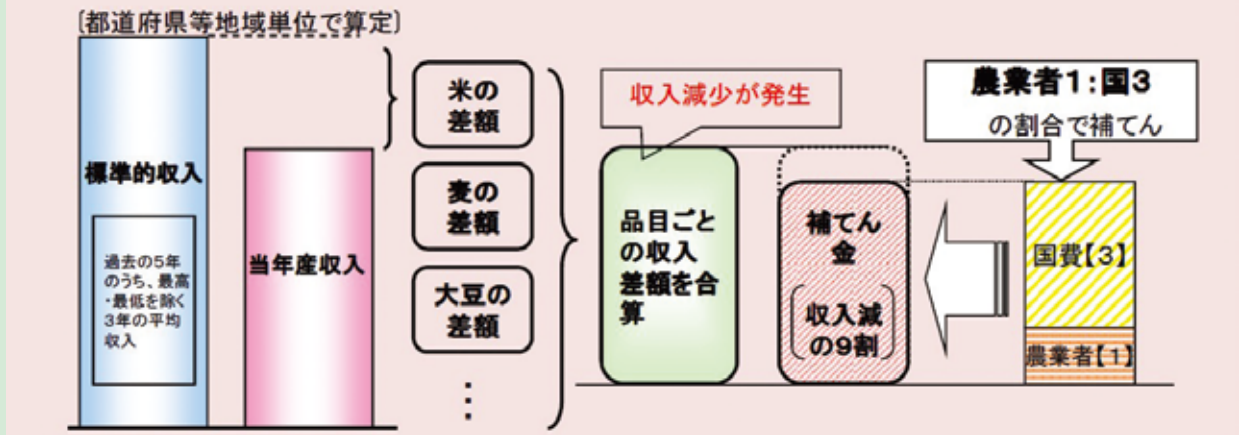 〔都道府県等地域単位で算定〕
標準的収入
過去の5年
のうち、最高
・最低を除く
3年の平均
収入
当年産収入
米の
差額
麦の
差額
大豆の
差額
⋮
収入減少が発生
品目ごと
の収入
差額を合
算
補てん
金
収入減
の9割
農業者1:国3
の割合で補てん
国費【3】
農業者【1】